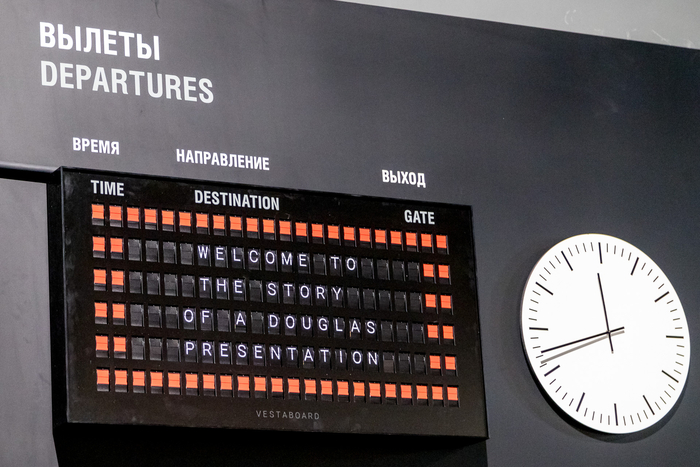 ВЫЛЕТЫ
DEPARTURES
ВРЕМЯ НАПРАВЛЕНИЕ ВЫХОД
TIME DESTINATION GATE
WELCOME TO
THE STORY
OF A DOUGLAS
PRESENTATION
VESTABOARD